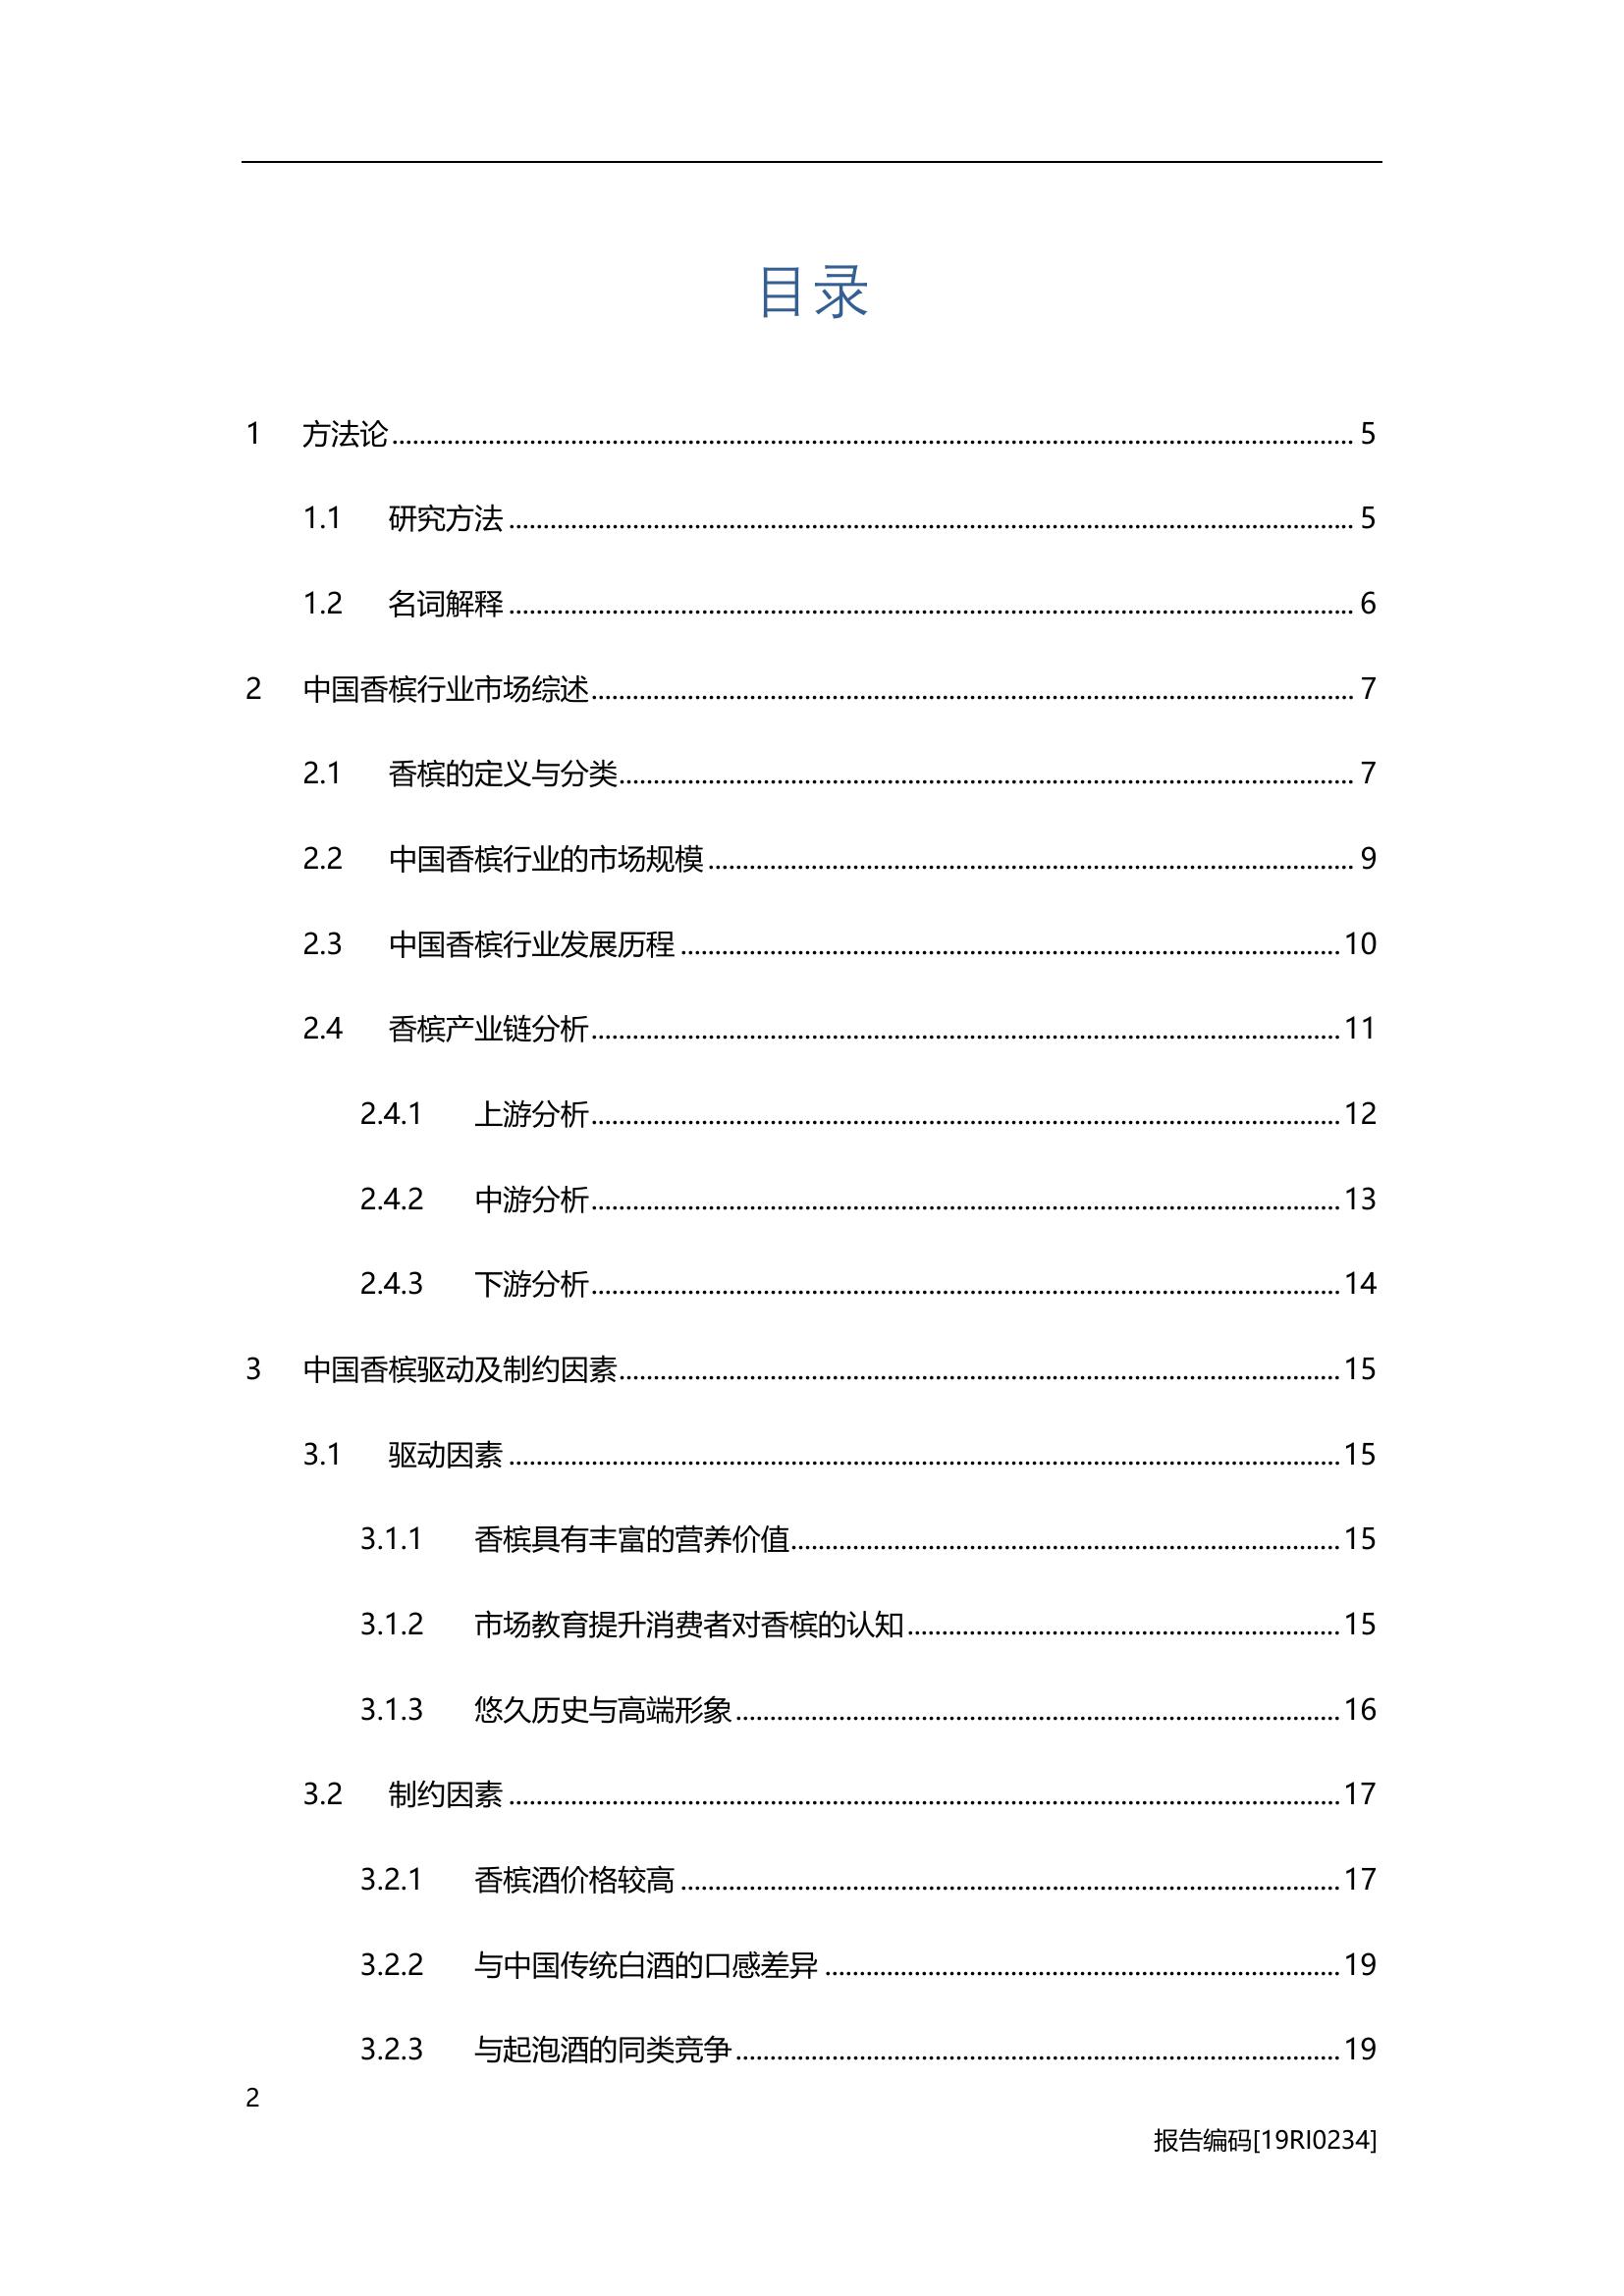 目录
1 方法论 5
1.1 研究方法 5
1.2 名词解释 6
2 中国香槟行业市场综述 7
2.1 香槟的定义与分类 7
2.2 中国香槟行业的市场规模 9
2.3 中国香槟行业发展历程 10
2.4 香槟产业链分析 11
2.4.1 上游分析 12
2.4.2 中游分析 13
2.4.3 下游分析 14
3 中国香槟驱动及制约因素 15
3.1 驱动因素 15
3.1.1 香槟具有丰富的营养价值 15
3.1.2 市场教育提升消费者对香槟的认知 15
3.1.3 悠久历史与高端形象 16
3.2 制约因素 17
3.2.1 香槟酒价格较高 17
3.2.2 与中国传统白酒的口感差异 19
3.2.3 与起泡酒的同类竞争 19
2
报告编码[19RI0234]